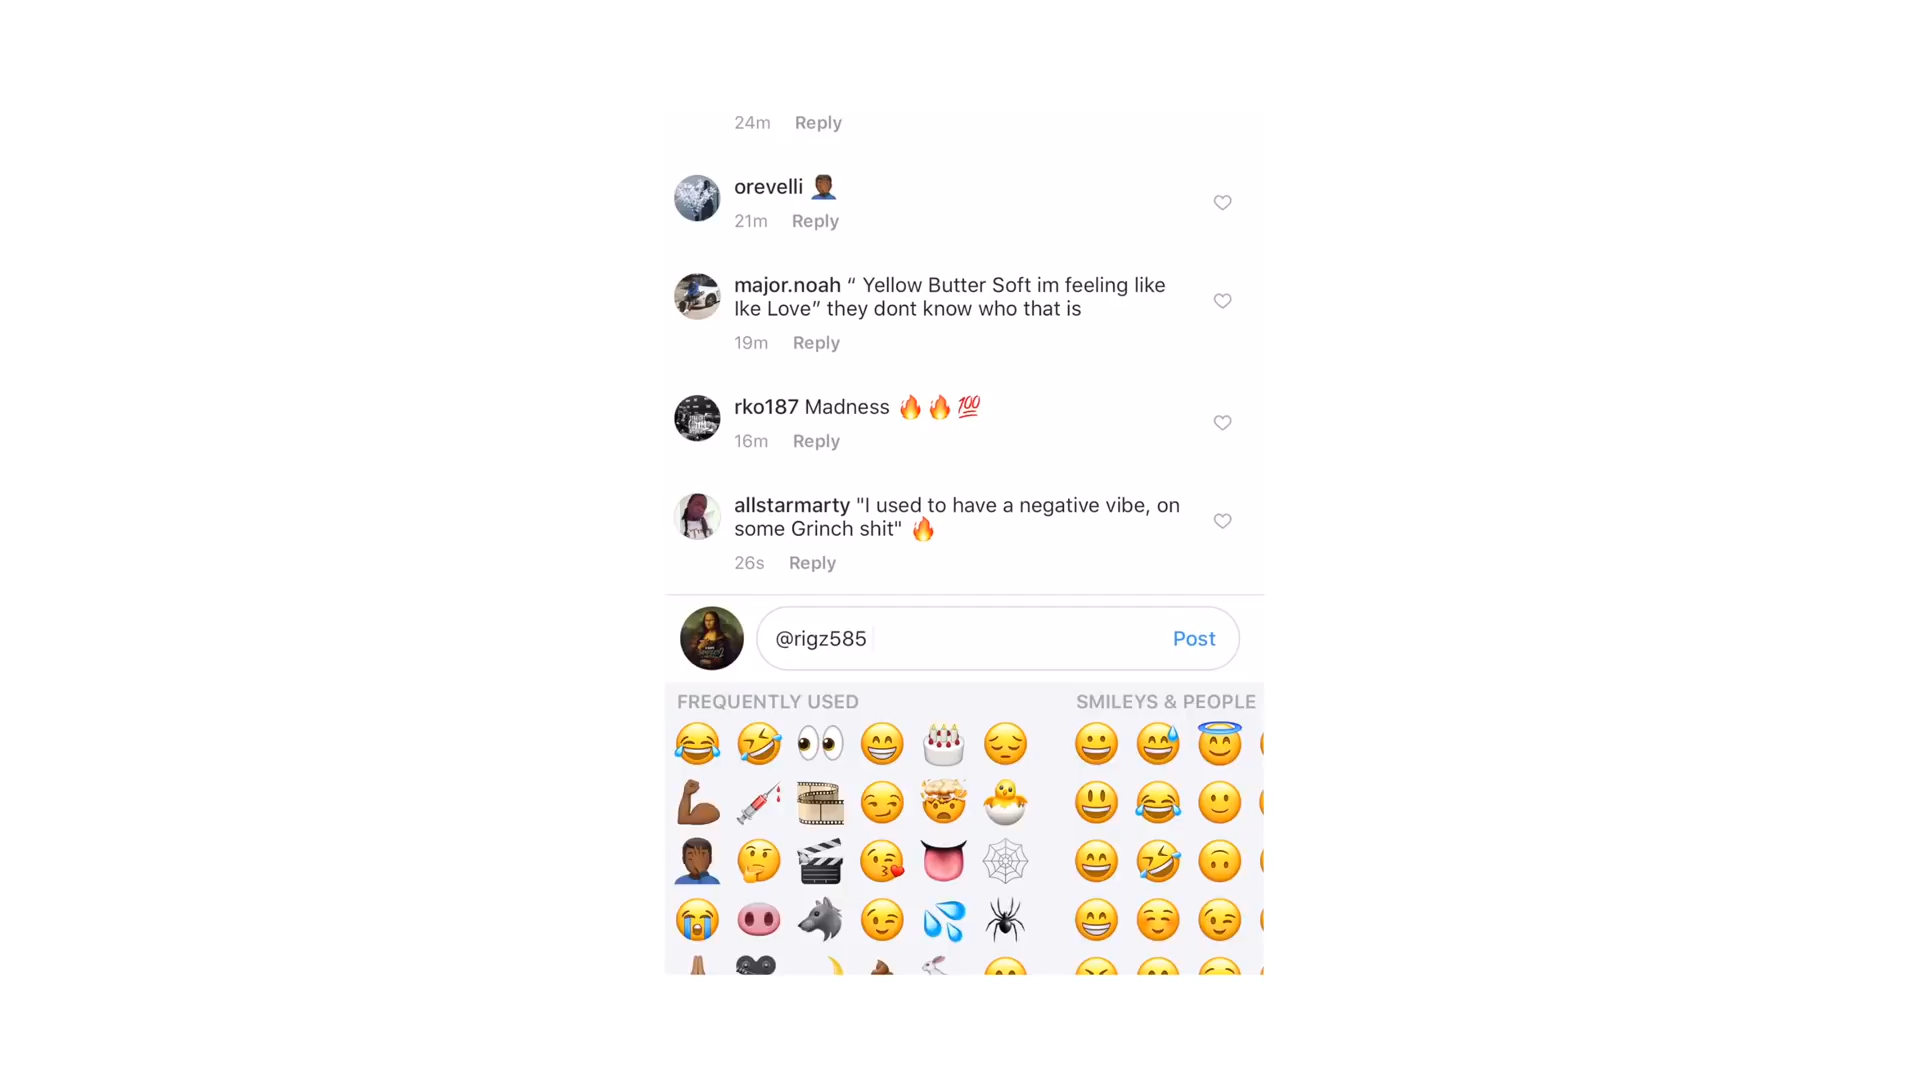 24m Reply
orevelli 🤦🏾‍♂️
21m Reply
major.noah “ Yellow Butter Soft im feeling like
Ike Love” they dont know who that is
19m Reply
rko187 Madness 🔥🔥💯
16m Reply
allstarmarty "I used to have a negative vibe, on
some Grinch shit" 🔥
26s Reply
@rigz585 Post
FREQUENTLY USED SMILEYS & PEOPLE